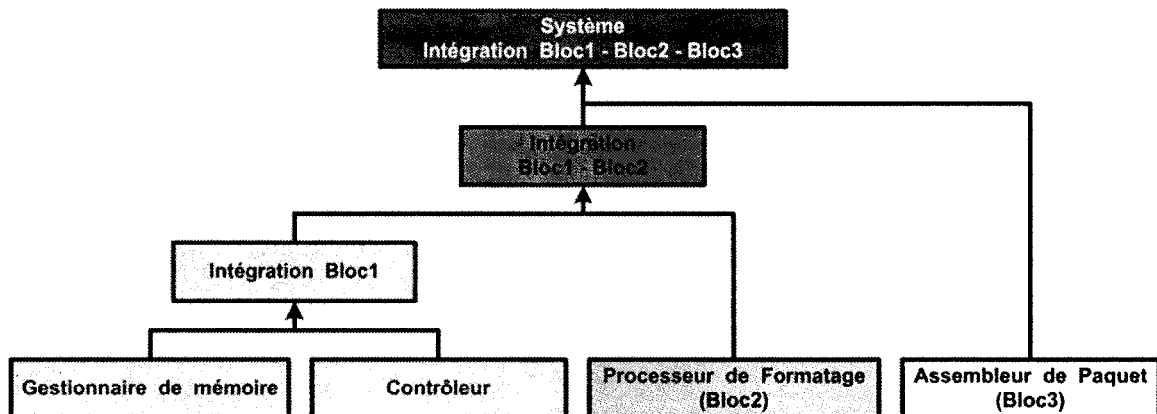 Système
Intégration Bloc1 - Bloc2 - Bloc3
Intégration
Bloc1 - Bloc2
Intégration Bloc1
Gestionnaire de mémoire
Contrôleur
Processeur de Formatage
(Bloc2)
Assembleur de Paquet
(Bloc3)